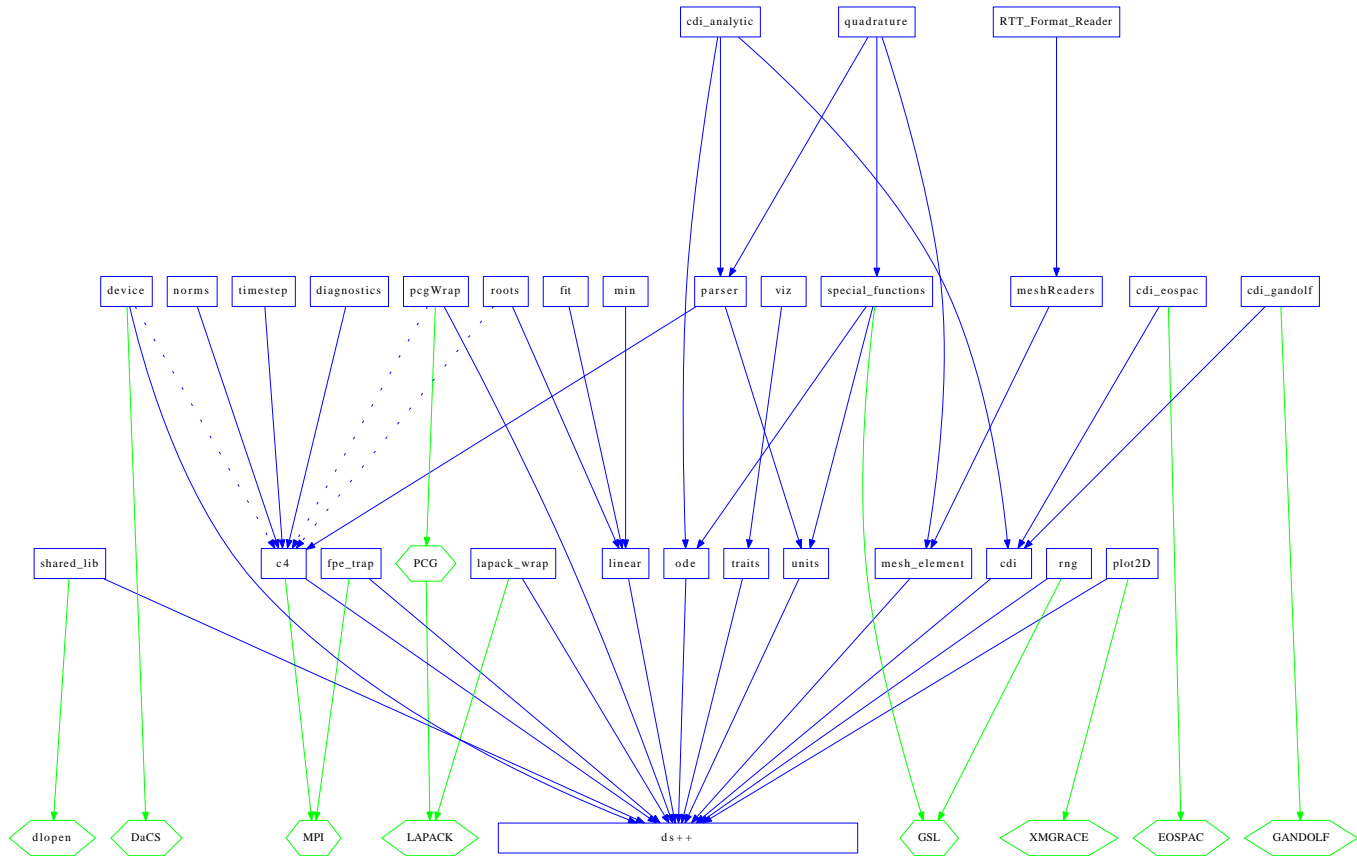 cdi_analytic
quadrature
RTT_Format_Reader
device
norms
timestep
diagnostics
pcgWrap
roots
fit
min
parser
viz
special_functions
meshReaders
cdi_eospac
cdi_gandolf
shared_lib
c4
fpe_trap
PCG
lapack_wrap
linear
ode
traits
units
mesh_element
cdi
rng
plot2D
dlopen
DaCS
MPI
LAPACK
ds++
GSL
XMGRACE
EOSPAC
GANDOLF